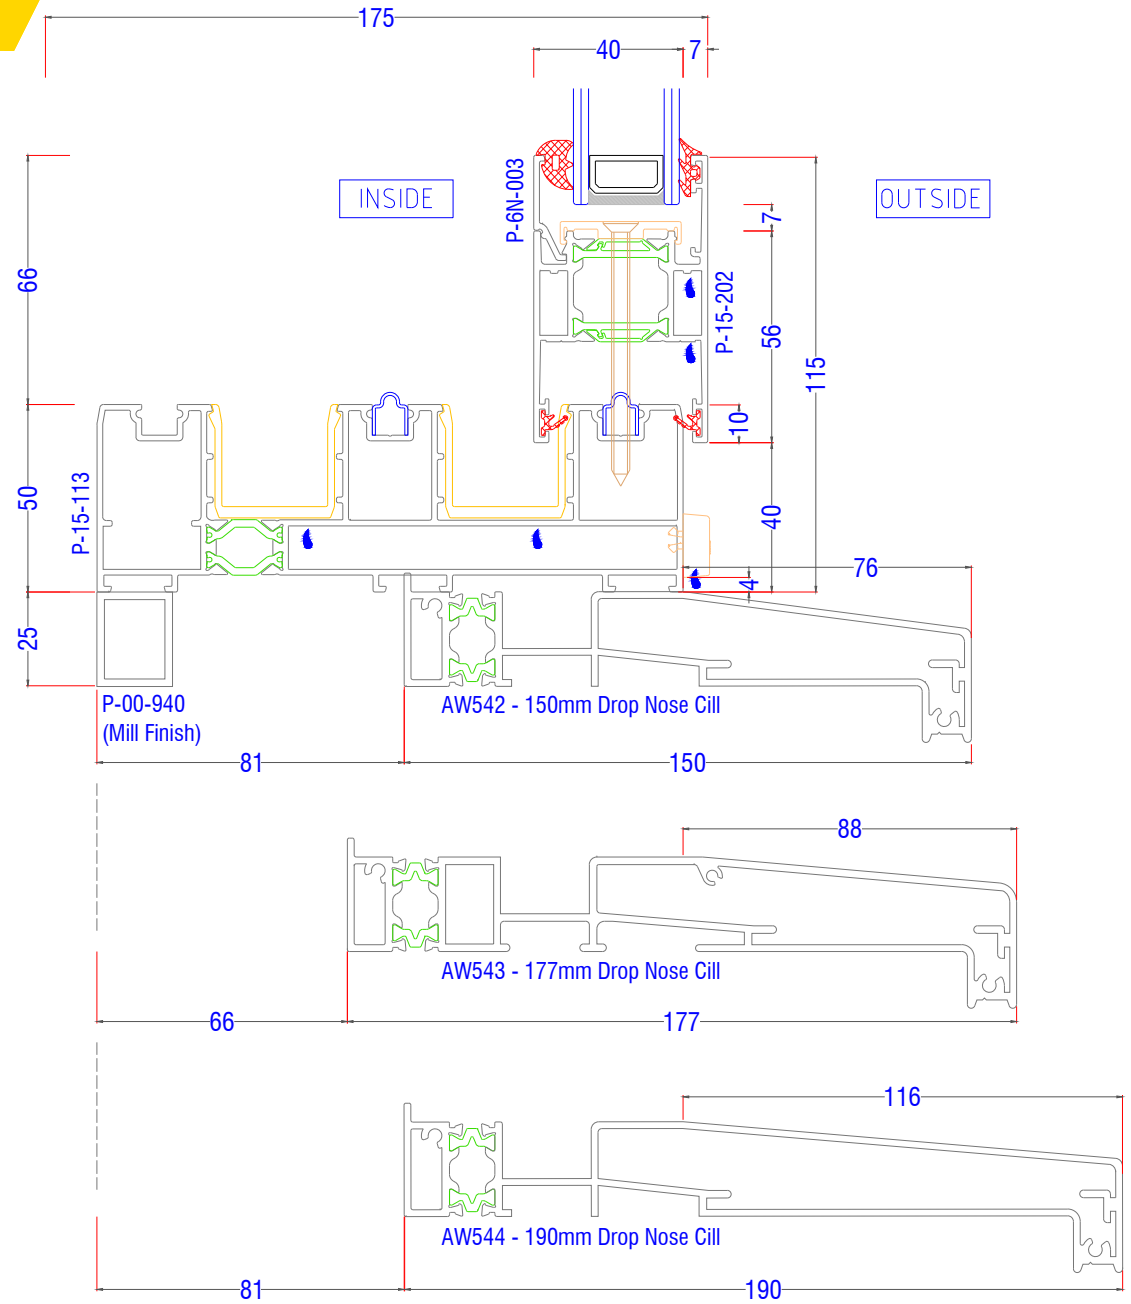 175
40
7
INSIDE
OUTSIDE
P-6N-003
7
66
P-15-202
56
115
10
50
P-15-113
40
4
76
25
P-00-940
(Mill Finish)
AW542 - 150mm Drop Nose Cill
81
150
88
AW543 - 177mm Drop Nose Cill
66
177
116
AW544 - 190mm Drop Nose Cill
81
190